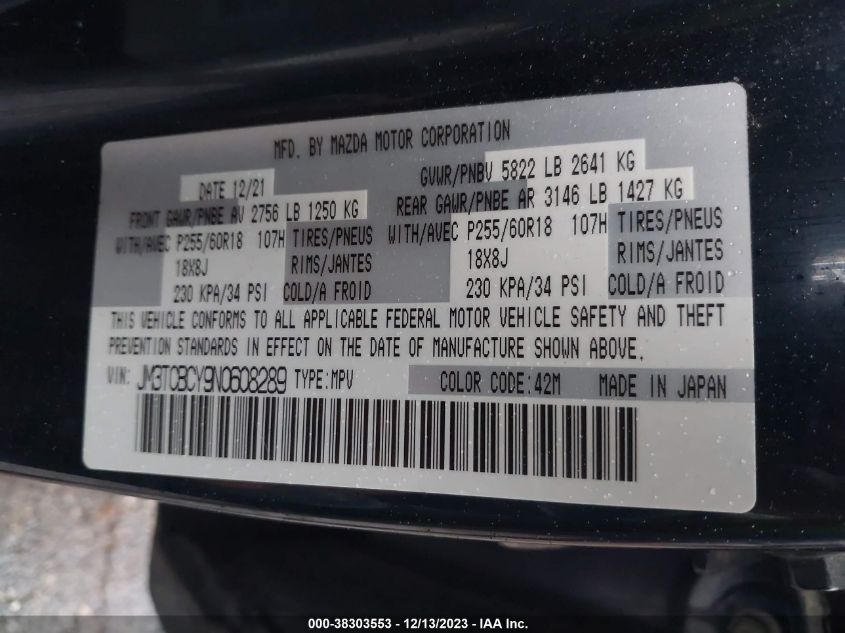 MFD. BY MAZDA MOTOR CORPORATION
DATE 12/21 GVWR/PNBV 5822 LB 2641 KG
FRONT GAWR/PNBE AV 2756 LB 1250 KG REAR GAWR/PNBE AR 3146 LB 1427 KG
WITH/AVEC P255/60R18 107H TIRES/PNEUS WITH/AVEC P255/60R18 107H TIRES/PNEUS
18X8J RIMS/JANTES 18X8J RIMS/JANTES
230 KPA/34 PSI COLD/A FROID 230 KPA/34 PSI COLD/A FROID
THIS VEHICLE CONFORMS TO ALL APPLICABLE FEDERAL MOTOR VEHICLE SAFETY AND THEFT
PREVENTION STANDARDS IN EFFECT ON THE DATE OF MANUFACTURE SHOWN ABOVE.
VIN: JM3TCBCY9N0608289 TYPE:MPV COLOR CODE:42M MADE IN JAPAN
000-38303553 - 12/13/2023 - IAA Inc.